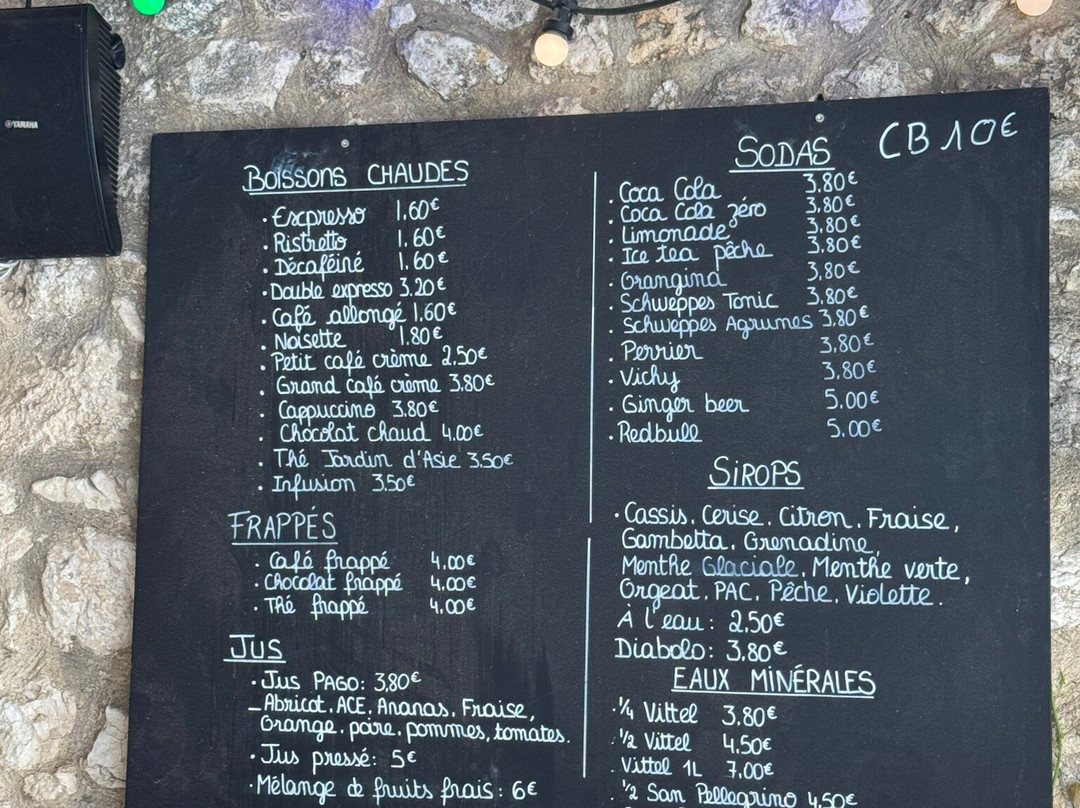 YAMAHA
CB 10€
BOISSONS CHAUDES
· Excpresso 1.60€
· Ristretto 1.60€
· Décaféiné 1.60€
· Double expresso 3.20€
· Café allongé 1.60€
· Noisette 1.80€
· Petit café crème 2.50€
· Grand café crème 3.80€
· Cappuccino 3.80€
· Chocolat chaud 4.00€
· Thé Jardin d'Asie 3.50€
· Infusion 3.50€
FRAPPÉS
· Café frappé 4.00€
· Chocolat frappé 4.00€
· Thé frappé 4.00€
JUS
· Jus PAGO: 3,80€
_ Abricot. ACE. Ananas. Fraise,
Orange. poire. pommes, tomates.
· Jus pressé: 5€
· Mélange de fruits frais: 6€
SODAS
· Coca Cola 3,80€
· Coca Cola zéro 3,80€
· Limonade 3,80€
· Ice tea pêche 3,80€
· Orangina 3,80€
· Schweppes Tonic 3.80€
· Schweppes Agrumes 3,80€
· Perrier 3,80€
· Vichy 3.80€
· Ginger beer 5.00€
· Redbull 5.00€
SIROPS
· Cassis. Cerise. Citron. Fraise,
Gambetta. Grenadine,
Menthe Glaciale. Menthe verte,
Orgeat. PAC. Pêche. Violette.
À l'eau: 2,50€
Diabolo: 3,80€
EAUX MINÉRALES
· 1/4 Vittel 3.80€
· 1/2 Vittel 4.50€
· Vittel 1L 7,00€
· 1/2 San Pellegrino 4,50€